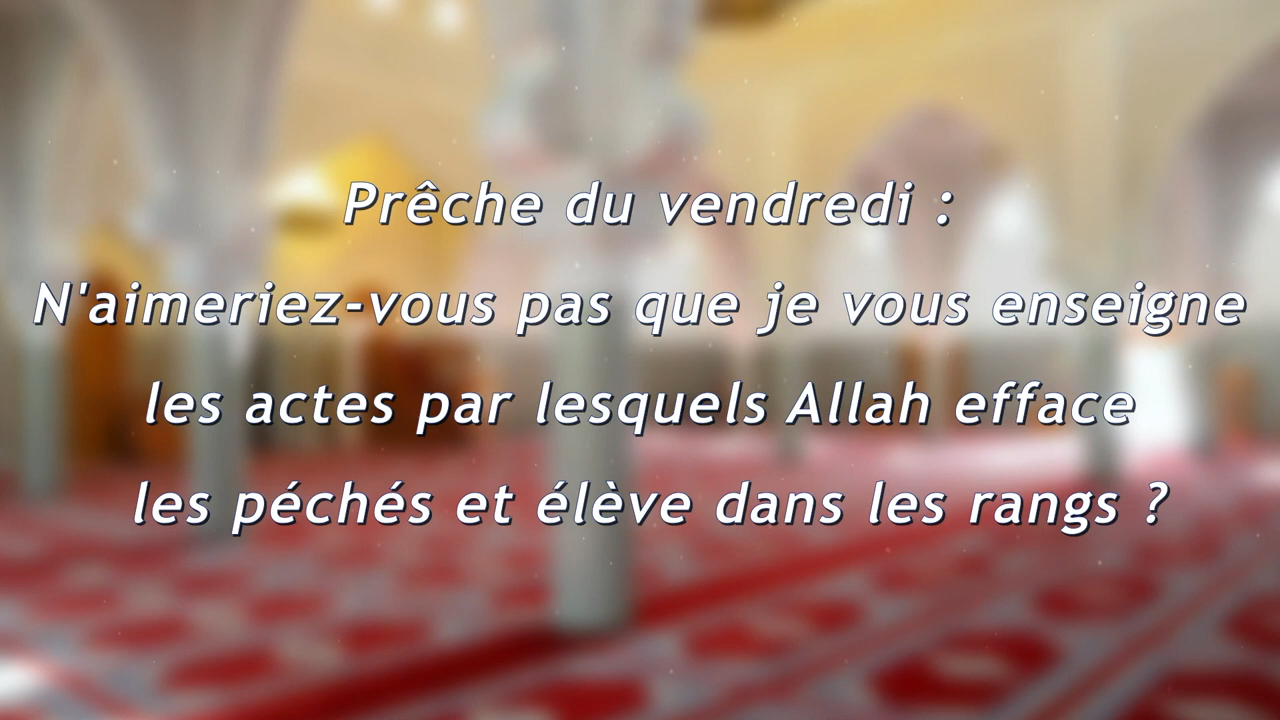 Prêche du vendredi :
N'aimeriez-vous pas que je vous enseigne
les actes par lesquels Allah efface
les péchés et élève dans les rangs ?